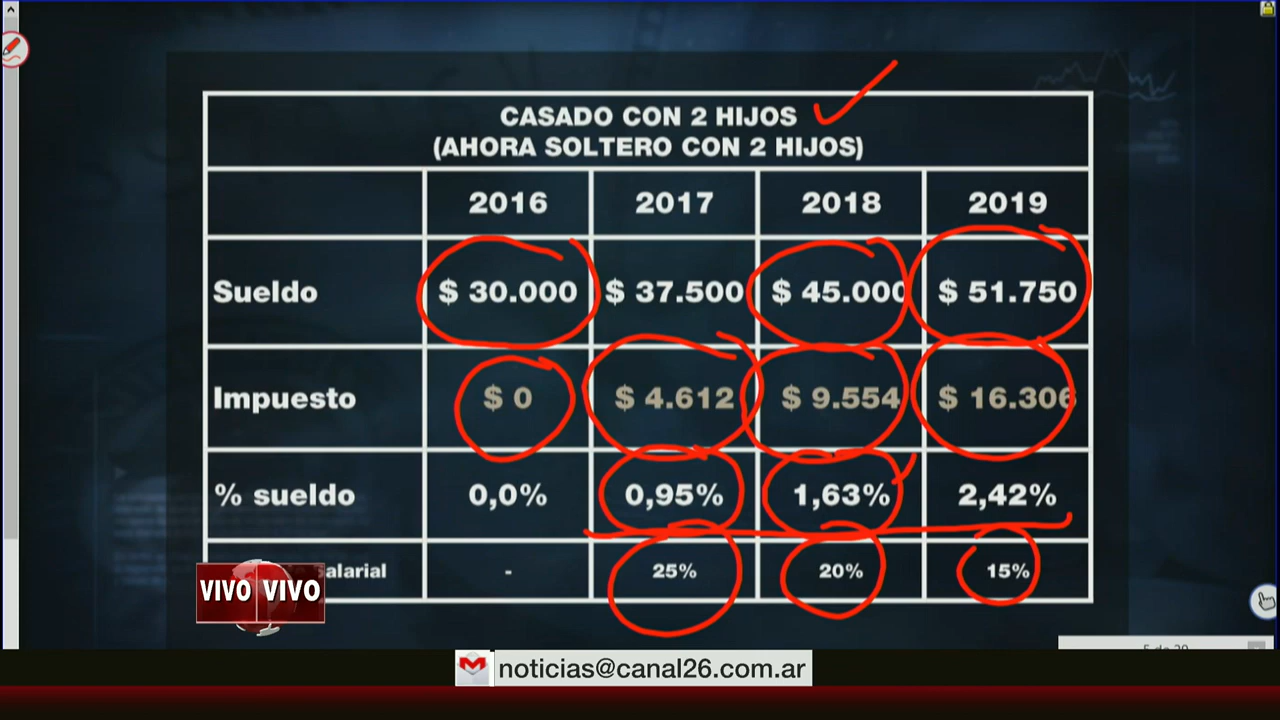 CASADO CON 2 HIJOS
(AHORA SOLTERO CON 2 HIJOS)
2016 2017 2018 2019
Sueldo $ 30.000 $ 37.500 $ 45.000 $ 51.750
Impuesto $ 0 $ 4.612 $ 9.554 $ 16.306
% sueldo 0,0% 0,95% 1,63% 2,42%
salarial - 25% 20% 15%
VIVO VIVO
noticias@canal26.com.ar